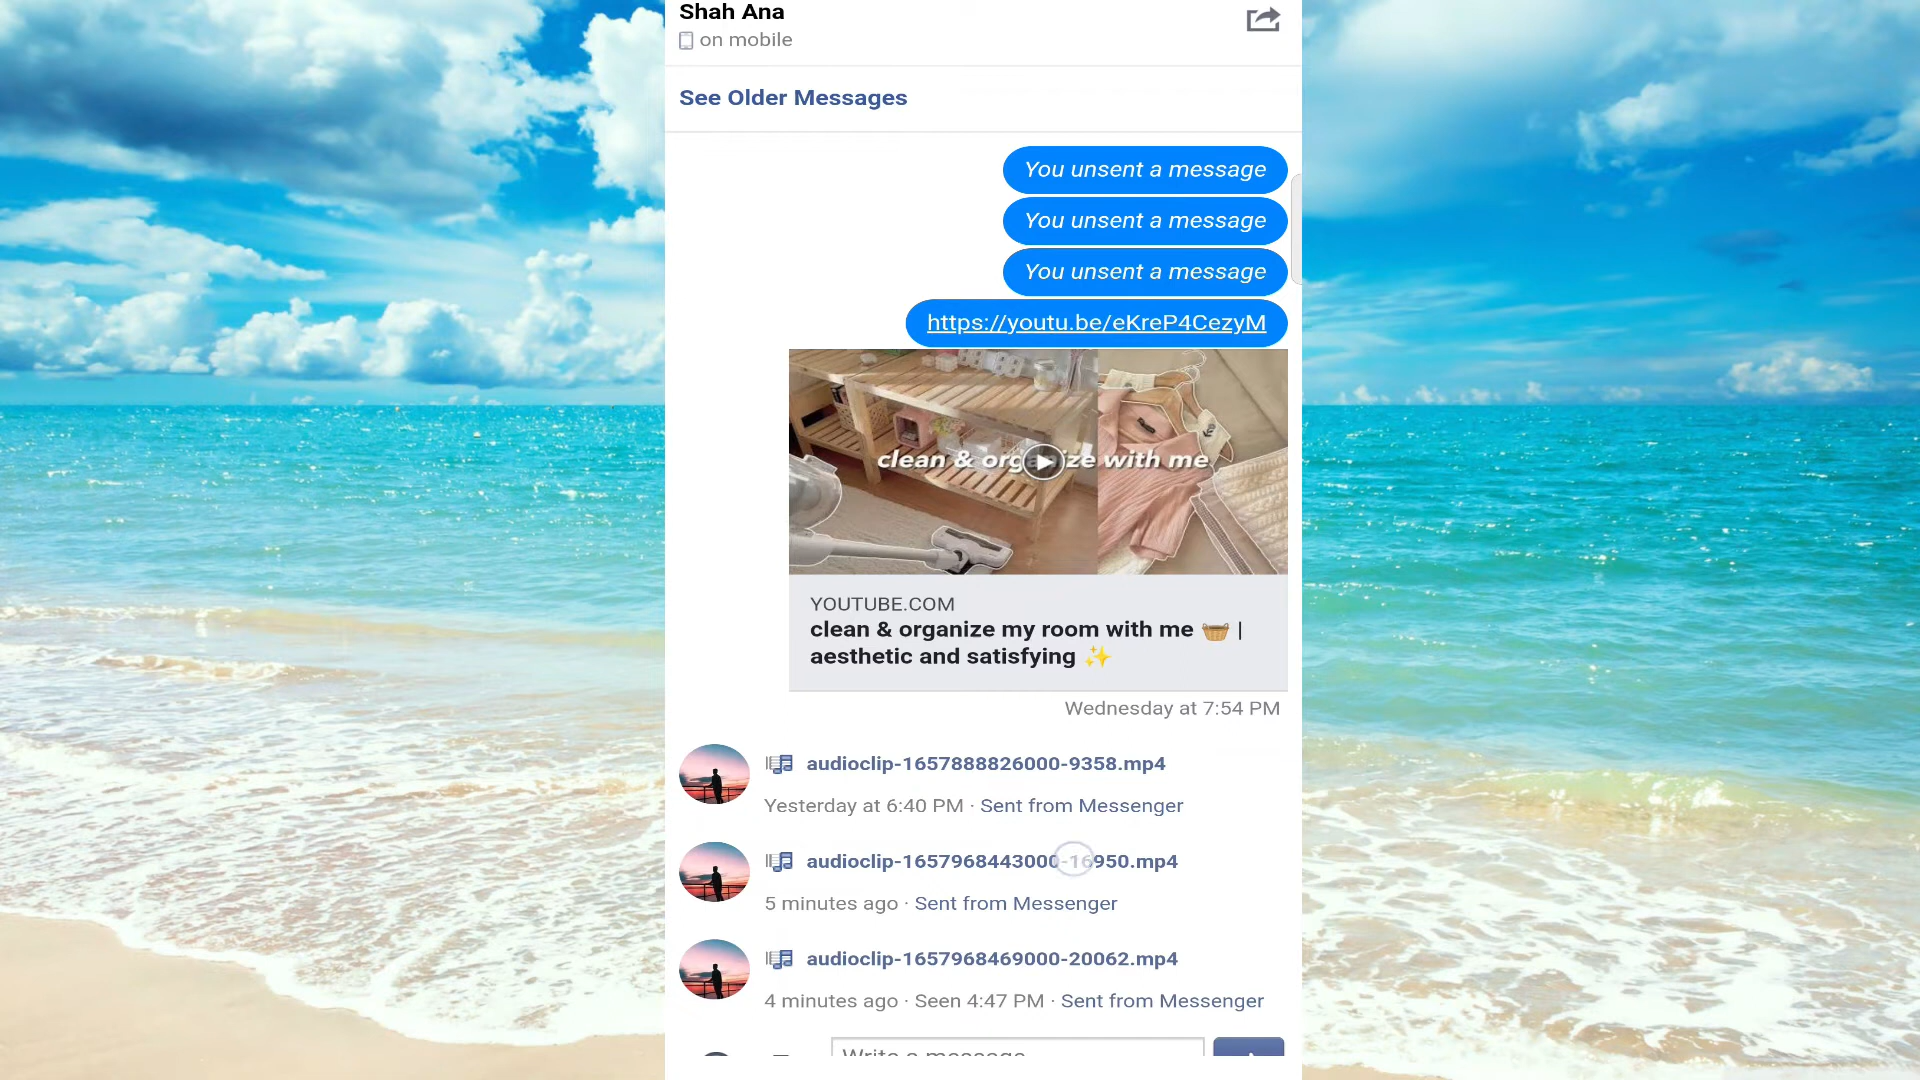 Shah Ana
on mobile
See Older Messages
You unsent a message
You unsent a message
You unsent a message
https://youtu.be/eKreP4CezyM
clean & organize with me
YOUTUBE.COM
clean & organize my room with me 🧺 |
aesthetic and satisfying ✨
Wednesday at 7:54 PM
audioclip-1657888826000-9358.mp4
Yesterday at 6:40 PM · Sent from Messenger
audioclip-1657968443000-16950.mp4
5 minutes ago · Sent from Messenger
audioclip-1657968469000-20062.mp4
4 minutes ago · Seen 4:47 PM · Sent from Messenger
Write a message